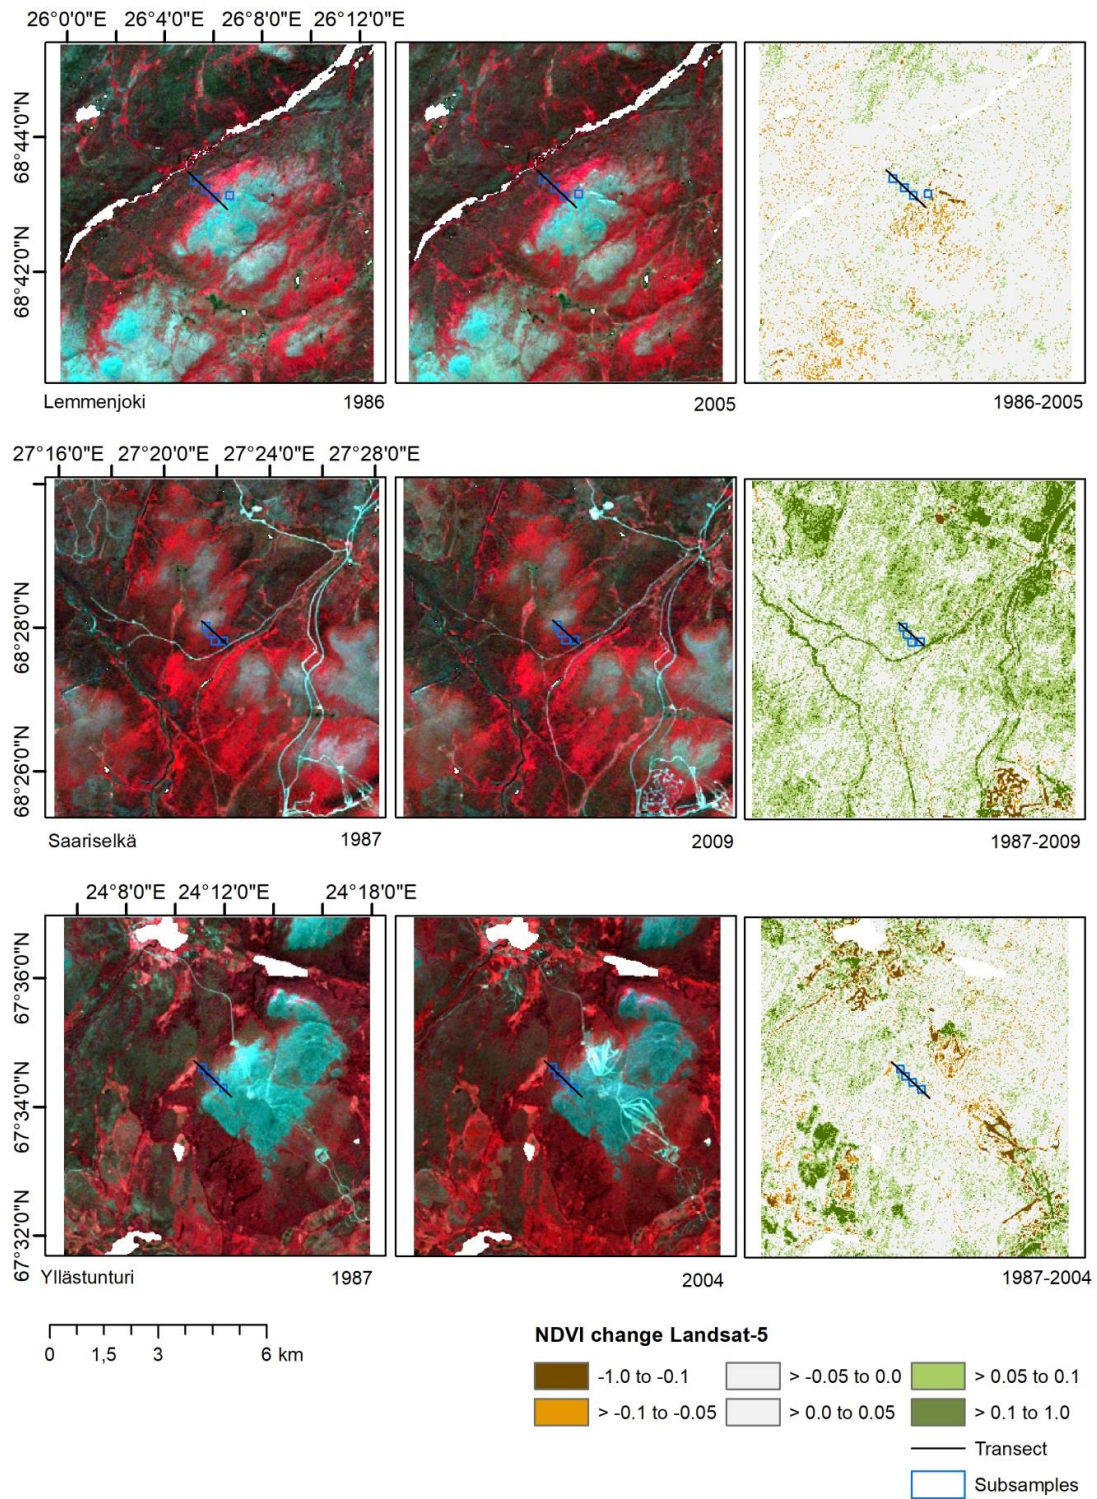 26°0'0"E 26°4'0"E 26°8'0"E 26°12'0"E
68°44'0"N
68°42'0"N
Lemmenjoki 1986 2005 1986-2005
27°16'0"E 27°20'0"E 27°24'0"E 27°28'0"E
68°28'0"N
68°26'0"N
Saariselkä 1987 2009 1987-2009
24°8'0"E 24°12'0"E 24°18'0"E
67°36'0"N
67°34'0"N
67°32'0"N
Yllästunturi 1987 2004 1987-2004
0 1,5 3 6 km
NDVI change Landsat-5
-1.0 to -0.1 > -0.05 to 0.0 > 0.05 to 0.1
> -0.1 to -0.05 > 0.0 to 0.05 > 0.1 to 1.0
Transect
Subsamples